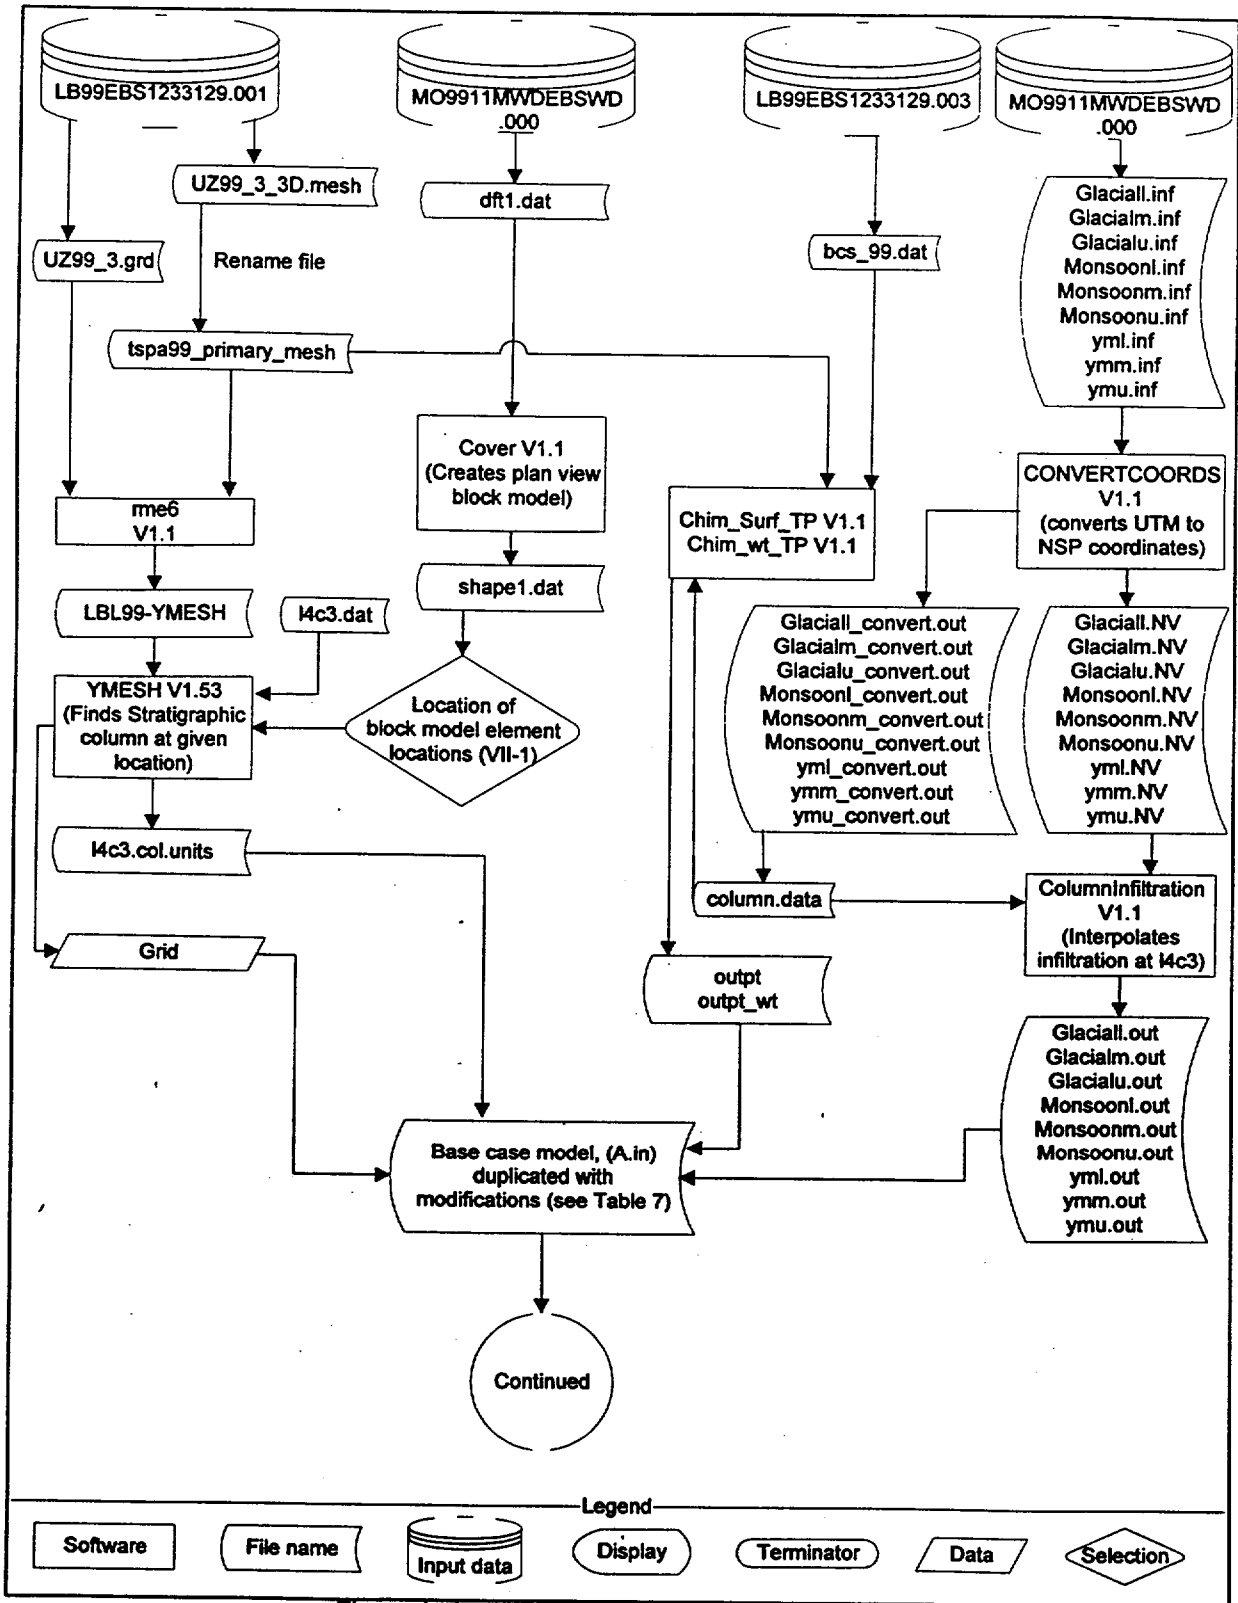 LB99EBS1233129.001
MO9911MWDEBSWD
.000
LB99EBS1233129.003
MO9911MWDEBSWD
.000
UZ99_3_3D.mesh
dft1.dat
Glaciall.inf
Glacialm.inf
Glacialu.inf
Monsoonl.inf
Monsoonm.inf
Monsoonu.inf
yml.inf
ymm.inf
ymu.inf
UZ99_3.grd
Rename file
bcs_99.dat
tspa99_primary_mesh
Cover V1.1
(Creates plan view
block model)
CONVERTCOORDS
V1.1
(converts UTM to
NSP coordinates)
rme6
V1.1
Chim_Surf_TP V1.1
Chim_wt_TP V1.1
LBL99-YMESH
l4c3.dat
shape1.dat
Glaciall_convert.out
Glacialm_convert.out
Glacialu_convert.out
Monsoonl_convert.out
Monsoonm_convert.out
Monsoonu_convert.out
yml_convert.out
ymm_convert.out
ymu_convert.out
Glaciall.NV
Glacialm.NV
Glacialu.NV
Monsoonl.NV
Monsoonm.NV
Monsoonu.NV
yml.NV
ymm.NV
ymu.NV
YMESH V1.53
(Finds Stratigraphic
column at given
location)
Location of
block model element
locations (VII-1)
l4c3.col.units
column.data
ColumnInfiltration
V1.1
(Interpolates
infiltration at l4c3)
Grid
outpt
outpt_wt
Glaciall.out
Glacialm.out
Glacialu.out
Monsoonl.out
Monsoonm.out
Monsoonu.out
yml.out
ymm.out
ymu.out
Base case model, (A.in)
duplicated with
modifications (see Table 7)
Continued
Legend
Software
File name
Input data
Display
Terminator
Data
Selection